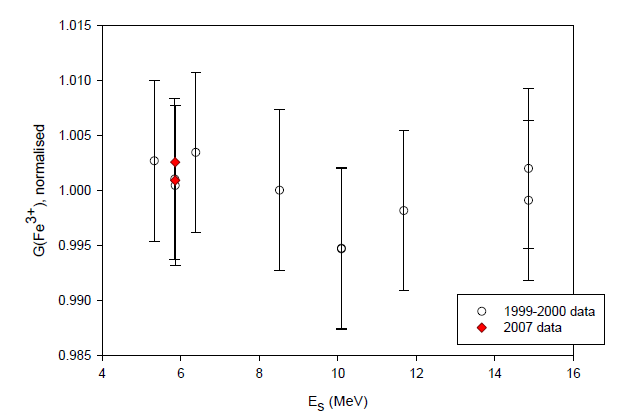 1.015
1.010
1.005
1.000
0.995
0.990
0.985
G(Fe3+), normalised
4 6 8 10 12 14 16
ES (MeV)
1999-2000 data
2007 data